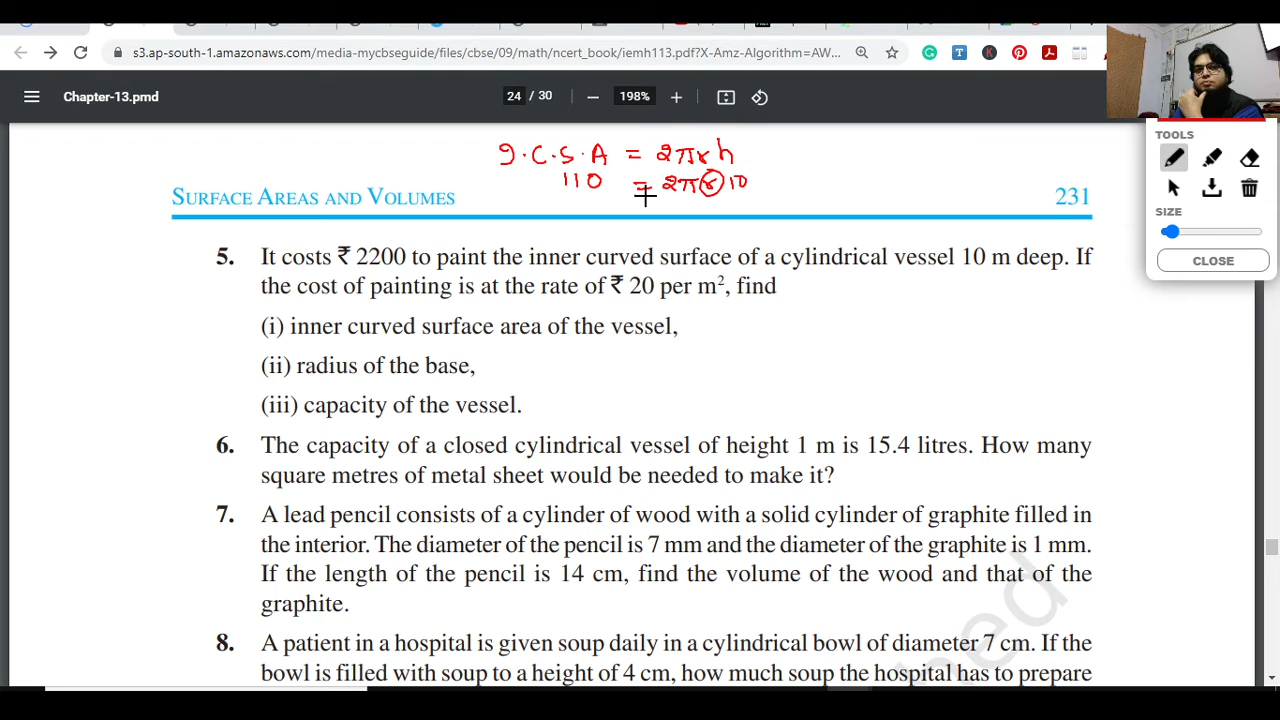 s3.ap-south-1.amazonaws.com/media-mycbseguide/files/cbse/09/math/ncert_book/iemh113.pdf?X-Amz-Algorithm=AW...
Chapter-13.pmd
24 / 30
198%
TOOLS
SIZE
CLOSE
I.C.S.A = 2πrh
110 = 2πr10
SURFACE AREAS AND VOLUMES 231
5. It costs ₹ 2200 to paint the inner curved surface of a cylindrical vessel 10 m deep. If
the cost of painting is at the rate of ₹ 20 per m², find
(i) inner curved surface area of the vessel,
(ii) radius of the base,
(iii) capacity of the vessel.
6. The capacity of a closed cylindrical vessel of height 1 m is 15.4 litres. How many
square metres of metal sheet would be needed to make it?
7. A lead pencil consists of a cylinder of wood with a solid cylinder of graphite filled in
the interior. The diameter of the pencil is 7 mm and the diameter of the graphite is 1 mm.
If the length of the pencil is 14 cm, find the volume of the wood and that of the
graphite.
8. A patient in a hospital is given soup daily in a cylindrical bowl of diameter 7 cm. If the
bowl is filled with soup to a height of 4 cm, how much soup the hospital has to prepare